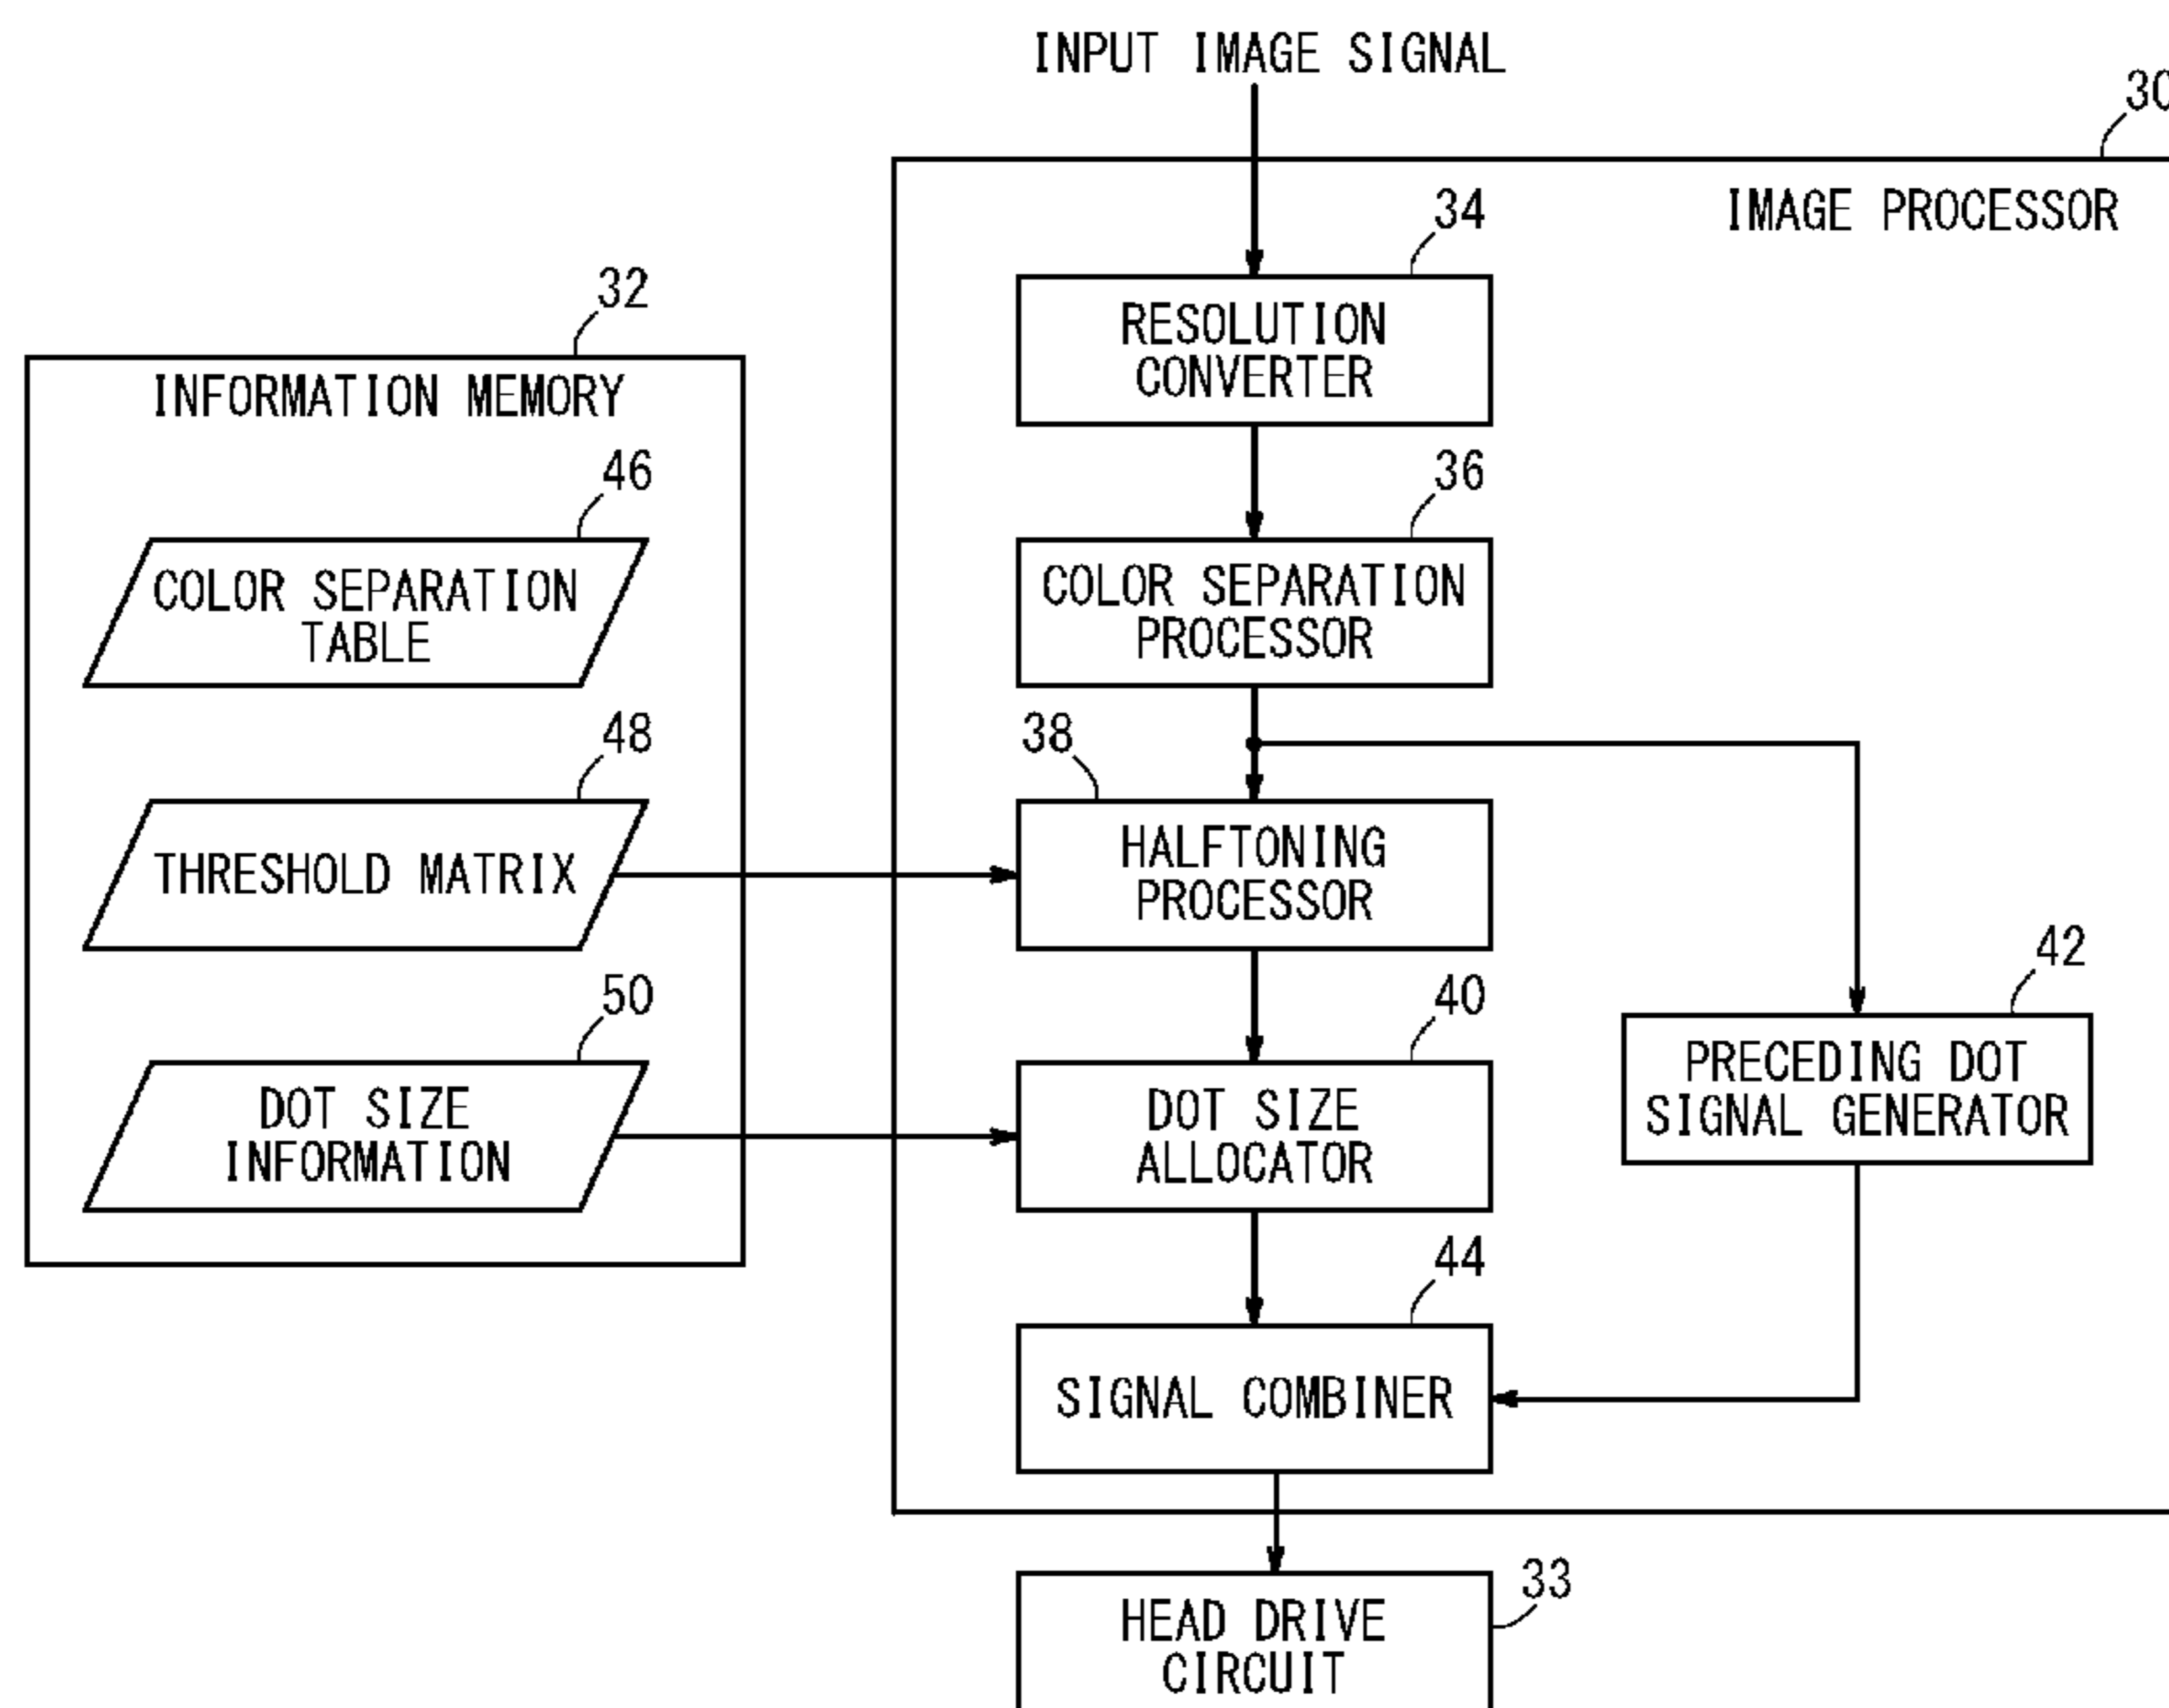 INPUT IMAGE SIGNAL
30
IMAGE PROCESSOR
34
RESOLUTION
CONVERTER
32
INFORMATION MEMORY
46
COLOR SEPARATION
TABLE
36
COLOR SEPARATION
PROCESSOR
48
THRESHOLD MATRIX
38
HALFTONING
PROCESSOR
50
DOT SIZE
INFORMATION
40
DOT SIZE
ALLOCATOR
42
PRECEDING DOT
SIGNAL GENERATOR
44
SIGNAL COMBINER
33
HEAD DRIVE
CIRCUIT